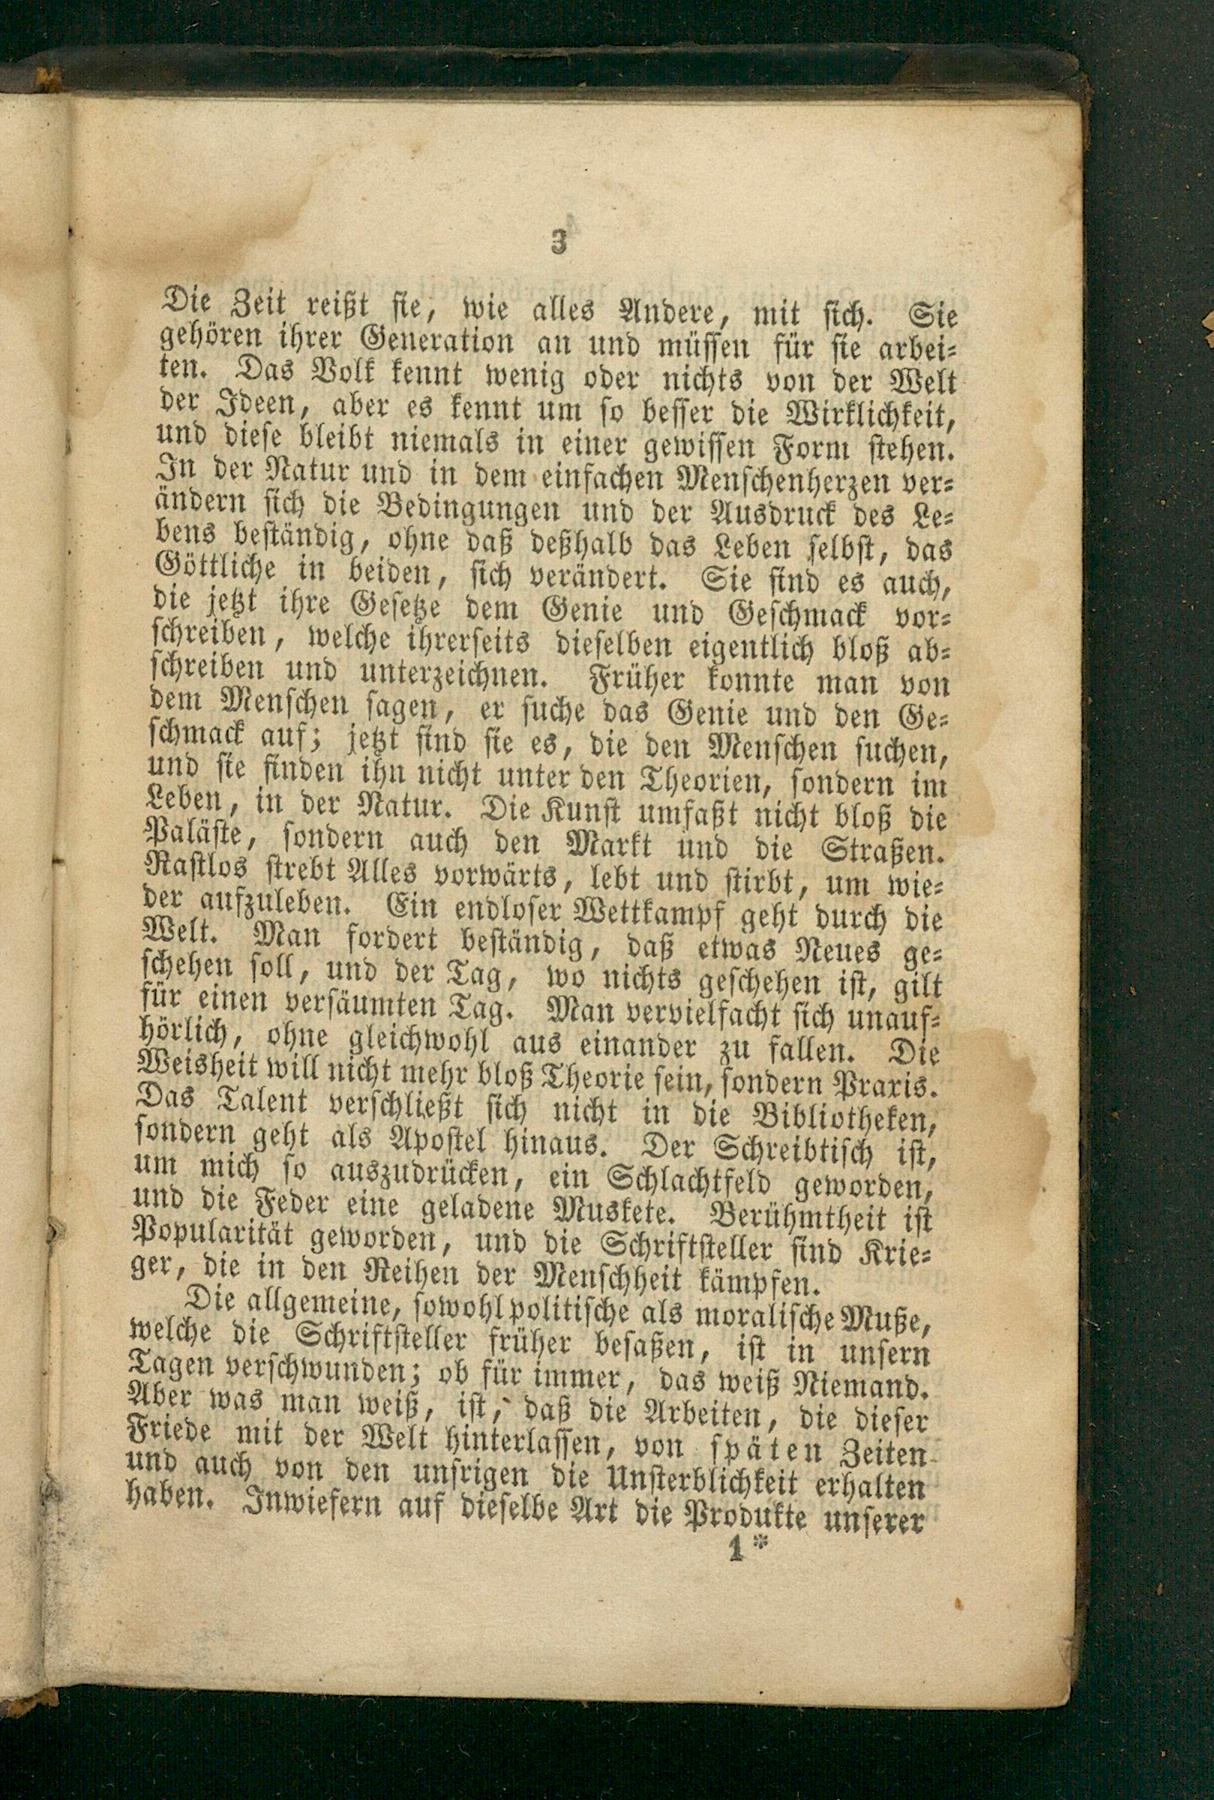 3
Die Zeit reißt sie, wie alles Andere, mit sich. Sie
gehören ihrer Generation an und müssen für sie arbei-
ten. Das Volk kennt wenig oder nichts von der Welt
der Ideen, aber es kennt um so besser die Wirklichkeit,
und diese bleibt niemals in einer gewissen Form stehen.
In der Natur und in dem einfachen Menschenherzen ver-
ändern sich die Bedingungen und der Ausdruck des Le-
bens beständig, ohne daß deßhalb das Leben selbst, das
Göttliche in beiden, sich verändert. Sie sind es auch,
die jetzt ihre Gesetze dem Genie und Geschmack vor-
schreiben, welche ihrerseits dieselben eigentlich bloß ab-
schreiben und unterzeichnen. Früher konnte man von
dem Menschen sagen, er suche das Genie und den Ge-
schmack auf; jetzt sind sie es, die den Menschen suchen,
und sie finden ihn nicht unter den Theorien, sondern im
Leben, in der Natur. Die Kunst umfaßt nicht bloß die
Paläste, sondern auch den Markt und die Straßen.
Rastlos strebt Alles vorwärts, lebt und stirbt, um wie-
der aufzuleben. Ein endloser Wettkampf geht durch die
Welt. Man fordert beständig, daß etwas Neues ge-
schehen soll, und der Tag, wo nichts geschehen ist, gilt
für einen versäumten Tag. Man vervielfacht sich unauf-
hörlich, ohne gleichwohl aus einander zu fallen. Die
Weisheit will nicht mehr bloß Theorie sein, sondern Praxis.
Das Talent verschließt sich nicht in die Bibliotheken,
sondern geht als Apostel hinaus. Der Schreibtisch ist,
um mich so auszudrücken, ein Schlachtfeld geworden,
und die Feder eine geladene Muskete. Berühmtheit ist
Popularität geworden, und die Schriftsteller sind Krie-
ger, die in den Reihen der Menschheit kämpfen.
Die allgemeine, sowohl politische als moralische Muße,
welche die Schriftsteller früher besaßen, ist in unsern
Tagen verschwunden; ob für immer, das weiß Niemand.
Aber was man weiß, ist, daß die Arbeiten, die dieser
Friede mit der Welt hinterlassen, von späten Zeiten
und auch von den unsrigen die Unsterblichkeit erhalten
haben. Inwiefern auf dieselbe Art die Produkte unserer
1*